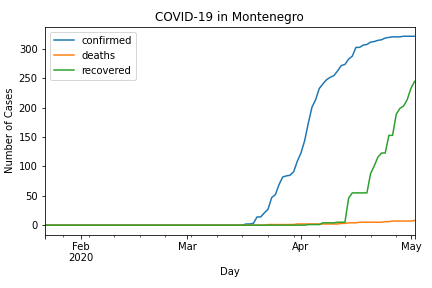 COVID-19 in Montenegro
confirmed
deaths
recovered
Number of Cases
300
250
200
150
100
50
0
Feb
2020
Mar
Apr
May
Day